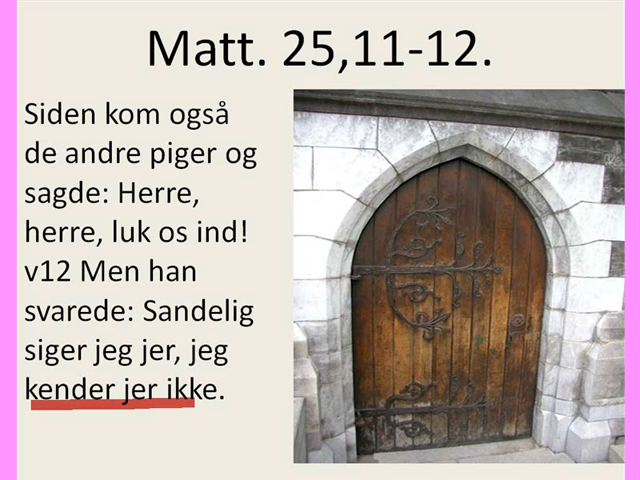 Matt. 25,11-12.
Siden kom også
de andre piger og
sagde: Herre,
herre, luk os ind!
v12 Men han
svarede: Sandelig
siger jeg jer, jeg
kender jer ikke.